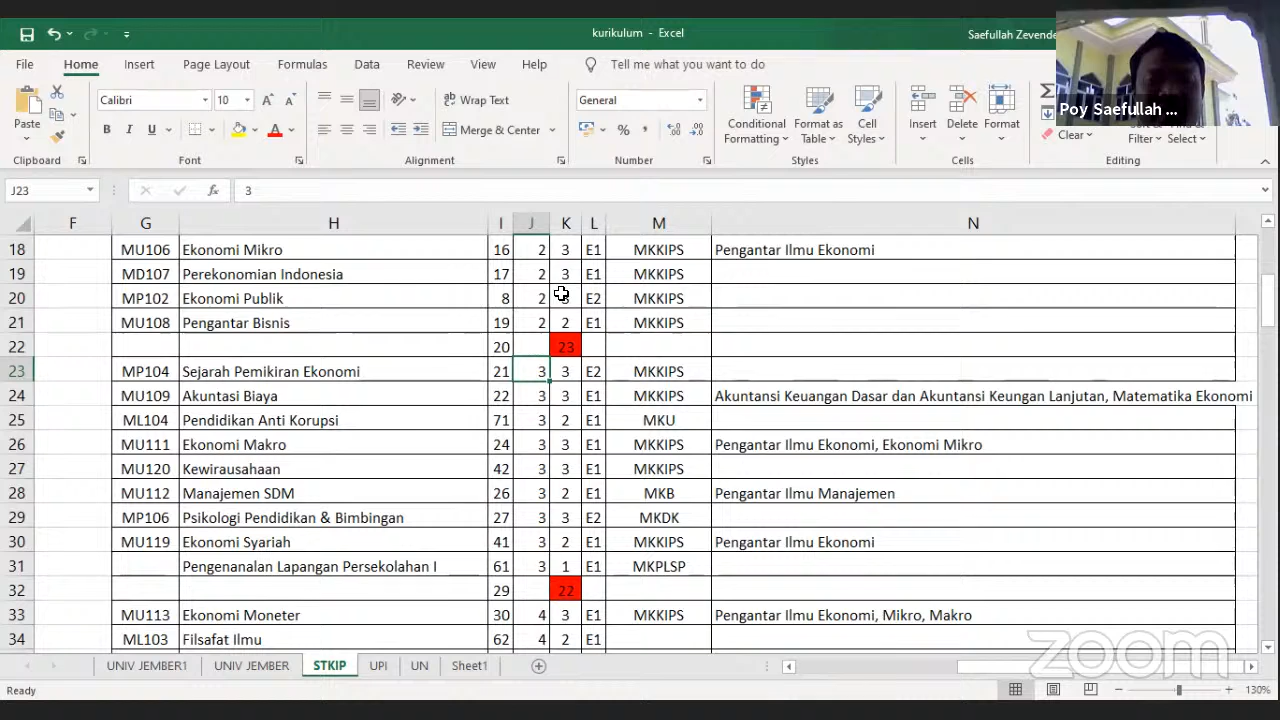 kurikulum - Excel
Saefullah Zevende
File Home Insert Page Layout Formulas Data Review View Help Tell me what you want to do
Poy Saefullah ...
Calibri 10 Wrap Text General
Paste Merge & Center Conditional Formatting Format as Table Cell Styles Insert Delete Format Clear Filter Select
Clipboard Font Alignment Number Styles Cells Editing
J23 fx 3
F G H I J K L M N
18 MU106 Ekonomi Mikro 16 2 3 E1 MKKIPS Pengantar Ilmu Ekonomi
19 MD107 Perekonomian Indonesia 17 2 3 E1 MKKIPS
20 MP102 Ekonomi Publik 8 2 3 E2 MKKIPS
21 MU108 Pengantar Bisnis 19 2 2 E1 MKKIPS
22 20 23
23 MP104 Sejarah Pemikiran Ekonomi 21 3 3 E2 MKKIPS
24 MU109 Akuntasi Biaya 22 3 3 E1 MKKIPS Akuntansi Keuangan Dasar dan Akuntansi Keungan Lanjutan, Matematika Ekonomi
25 ML104 Pendidikan Anti Korupsi 71 3 2 E1 MKU
26 MU111 Ekonomi Makro 24 3 3 E1 MKKIPS Pengantar Ilmu Ekonomi, Ekonomi Mikro
27 MU120 Kewirausahaan 42 3 3 E1 MKKIPS
28 MU112 Manajemen SDM 26 3 2 E1 MKB Pengantar Ilmu Manajemen
29 MP106 Psikologi Pendidikan & Bimbingan 27 3 3 E2 MKDK
30 MU119 Ekonomi Syariah 41 3 2 E1 MKKIPS Pengantar Ilmu Ekonomi
31 Pengenanalan Lapangan Persekolahan I 61 3 1 E1 MKPLSP
32 29 22
33 MU113 Ekonomi Moneter 30 4 3 E1 MKKIPS Pengantar Ilmu Ekonomi, Mikro, Makro
34 ML103 Filsafat Ilmu 62 4 2 E1
zoom
UNIV JEMBER1 UNIV JEMBER STKIP UPI UN Sheet1
Ready 130%